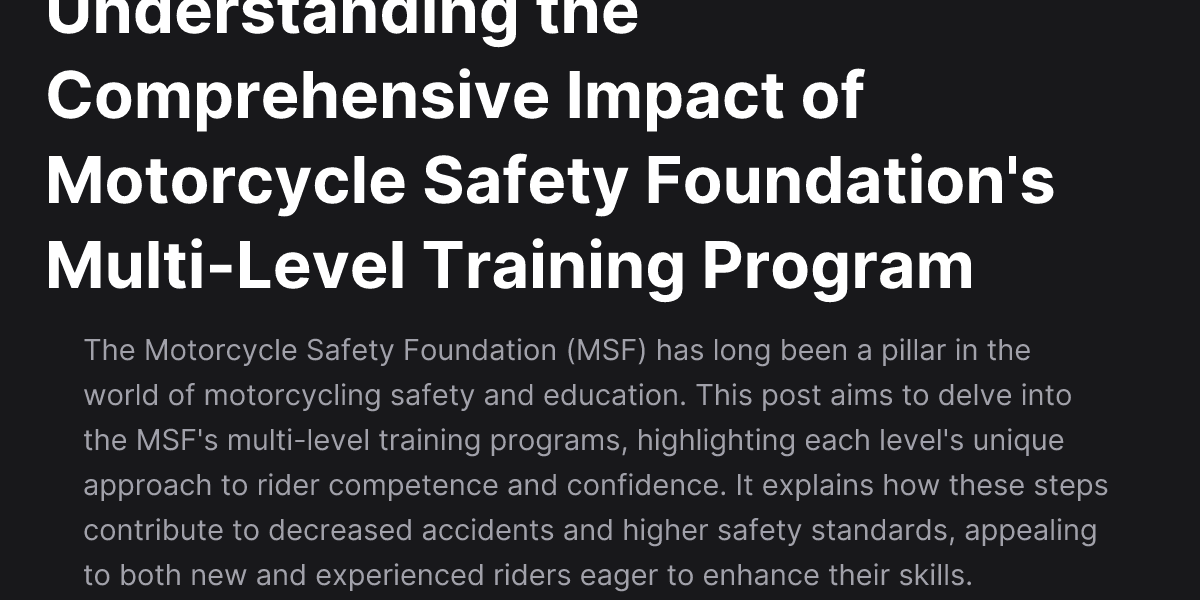 Understanding the
Comprehensive Impact of
Motorcycle Safety Foundation's
Multi-Level Training Program
The Motorcycle Safety Foundation (MSF) has long been a pillar in the
world of motorcycling safety and education. This post aims to delve into
the MSF's multi-level training programs, highlighting each level's unique
approach to rider competence and confidence. It explains how these steps
contribute to decreased accidents and higher safety standards, appealing
to both new and experienced riders eager to enhance their skills.